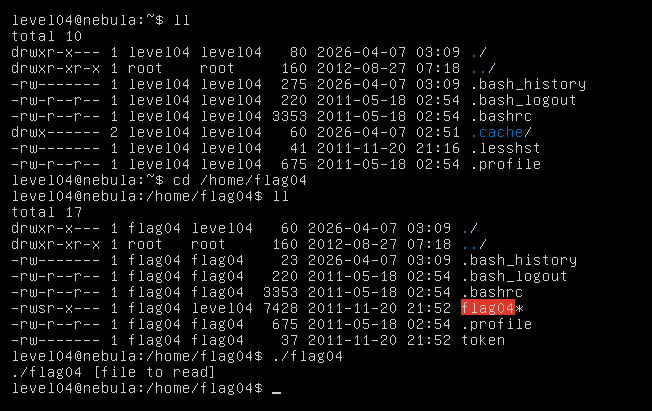 level04@nebula:~$ ll
total 10
drwxr-x--- 1 level04 level04   80 2026-04-07 03:09 ./
drwxr-xr-x 1 root    root     160 2012-08-27 07:18 ../
-rw------- 1 level04 level04  275 2026-04-07 03:09 .bash_history
-rw-r--r-- 1 level04 level04  220 2011-05-18 02:54 .bash_logout
-rw-r--r-- 1 level04 level04 3353 2011-05-18 02:54 .bashrc
drwx------ 2 level04 level04   60 2026-04-07 02:51 .cache/
-rw------- 1 level04 level04   41 2011-11-20 21:16 .lesshst
-rw-r--r-- 1 level04 level04  675 2011-05-18 02:54 .profile
level04@nebula:~$ cd /home/flag04
level04@nebula:/home/flag04$ ll
total 17
drwxr-x--- 1 flag04 level04   60 2026-04-07 03:09 ./
drwxr-xr-x 1 root   root     160 2012-08-27 07:18 ../
-rw------- 1 flag04 flag04    23 2026-04-07 03:09 .bash_history
-rw-r--r-- 1 flag04 flag04   220 2011-05-18 02:54 .bash_logout
-rw-r--r-- 1 flag04 flag04  3353 2011-05-18 02:54 .bashrc
-rwsr-x--- 1 flag04 level04 7428 2011-11-20 21:52 flag04*
-rw-r--r-- 1 flag04 flag04   675 2011-05-18 02:54 .profile
-rw------- 1 flag04 flag04    37 2011-11-20 21:52 token
level04@nebula:/home/flag04$ ./flag04
./flag04 [file to read]
level04@nebula:/home/flag04$ _